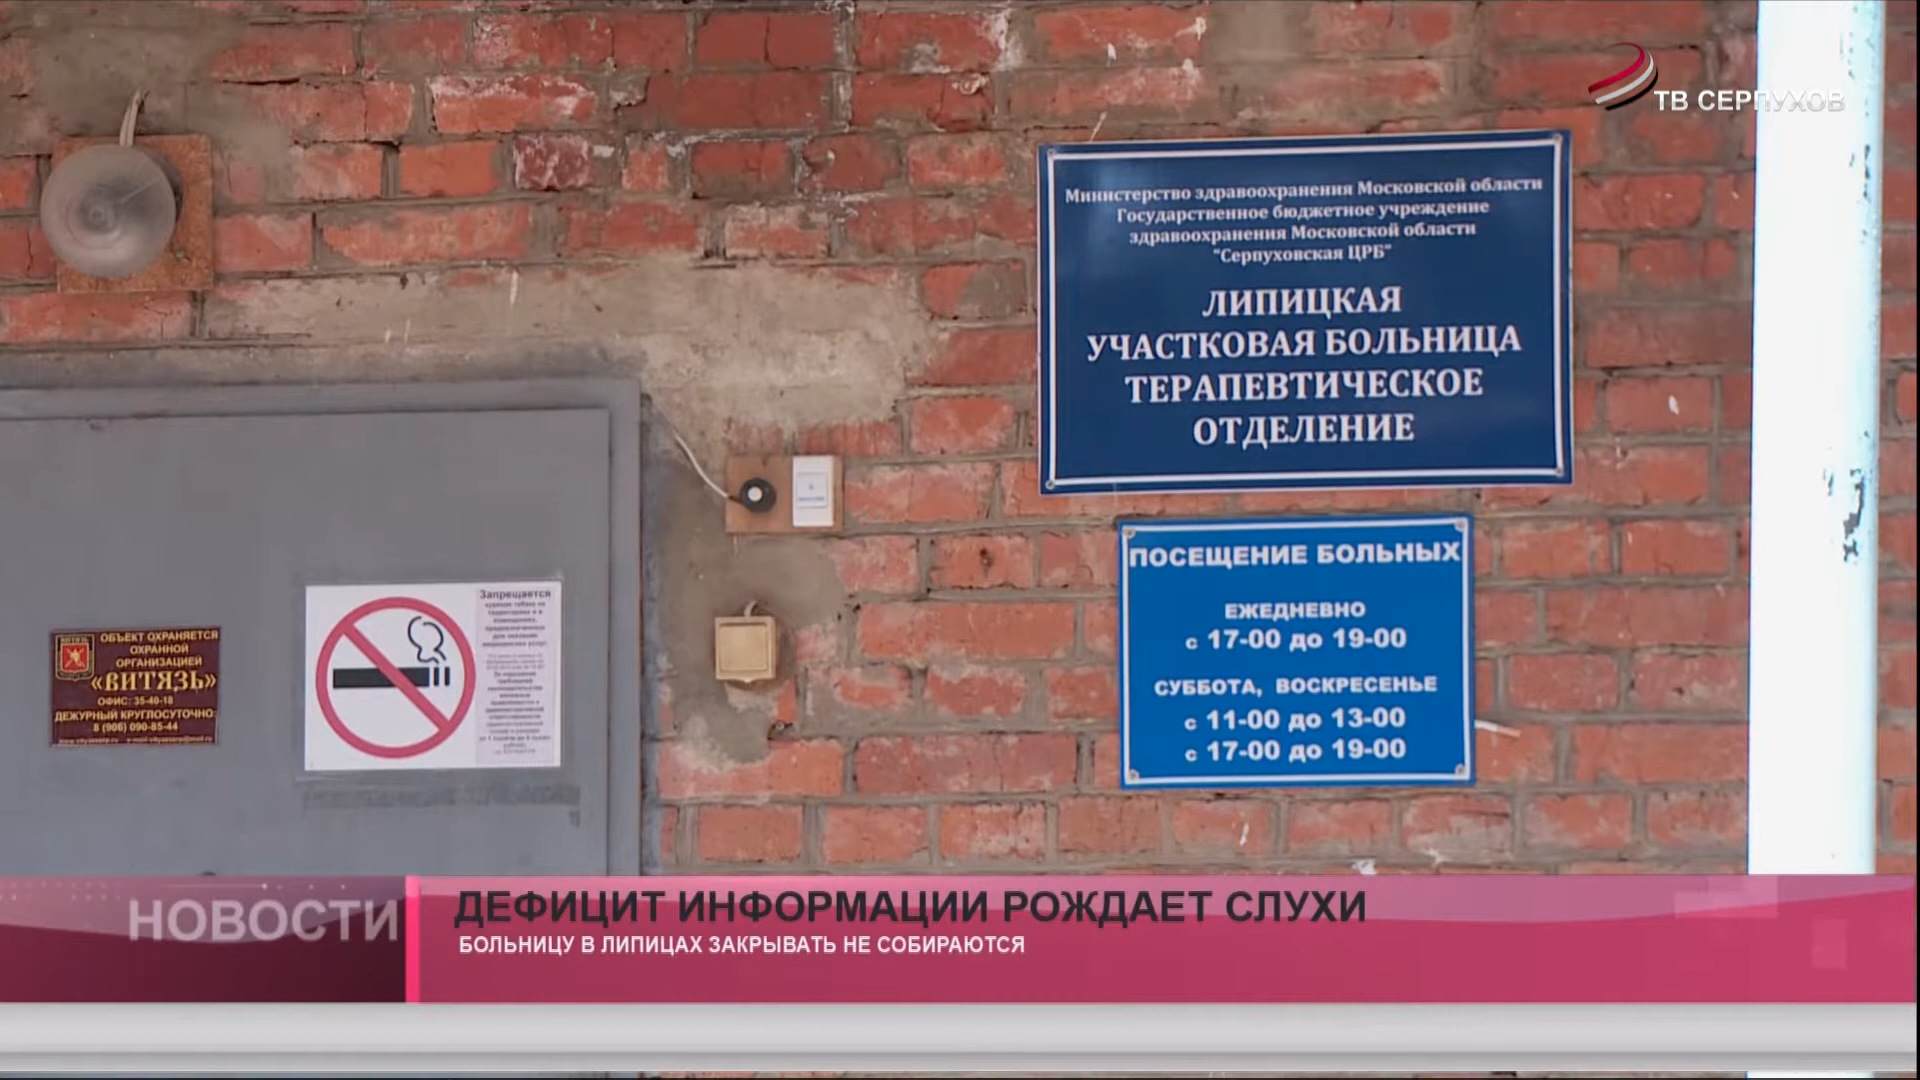 ТВ СЕРПУХОВ
Министерство здравоохранения Московской области
Государственное бюджетное учреждение
здравоохранения Московской области
"Серпуховская ЦРБ"
ЛИПИЦКАЯ
УЧАСТКОВАЯ БОЛЬНИЦА
ТЕРАПЕВТИЧЕСКОЕ
ОТДЕЛЕНИЕ
ПОСЕЩЕНИЕ БОЛЬНЫХ
ЕЖЕДНЕВНО
с 17-00 до 19-00
СУББОТА, ВОСКРЕСЕНЬЕ
с 11-00 до 13-00
с 17-00 до 19-00
Запрещается
ВИТЯЗЬ
ОБЪЕКТ ОХРАНЯЕТСЯ
ОХРАННОЙ
ОРГАНИЗАЦИЕЙ
«ВИТЯЗЬ»
ОФИС: 35-40-18
ДЕЖУРНЫЙ КРУГЛОСУТОЧНО:
8 (906) 090-85-44
НОВОСТИ
ДЕФИЦИТ ИНФОРМАЦИИ РОЖДАЕТ СЛУХИ
БОЛЬНИЦУ В ЛИПИЦАХ ЗАКРЫВАТЬ НЕ СОБИРАЮТСЯ